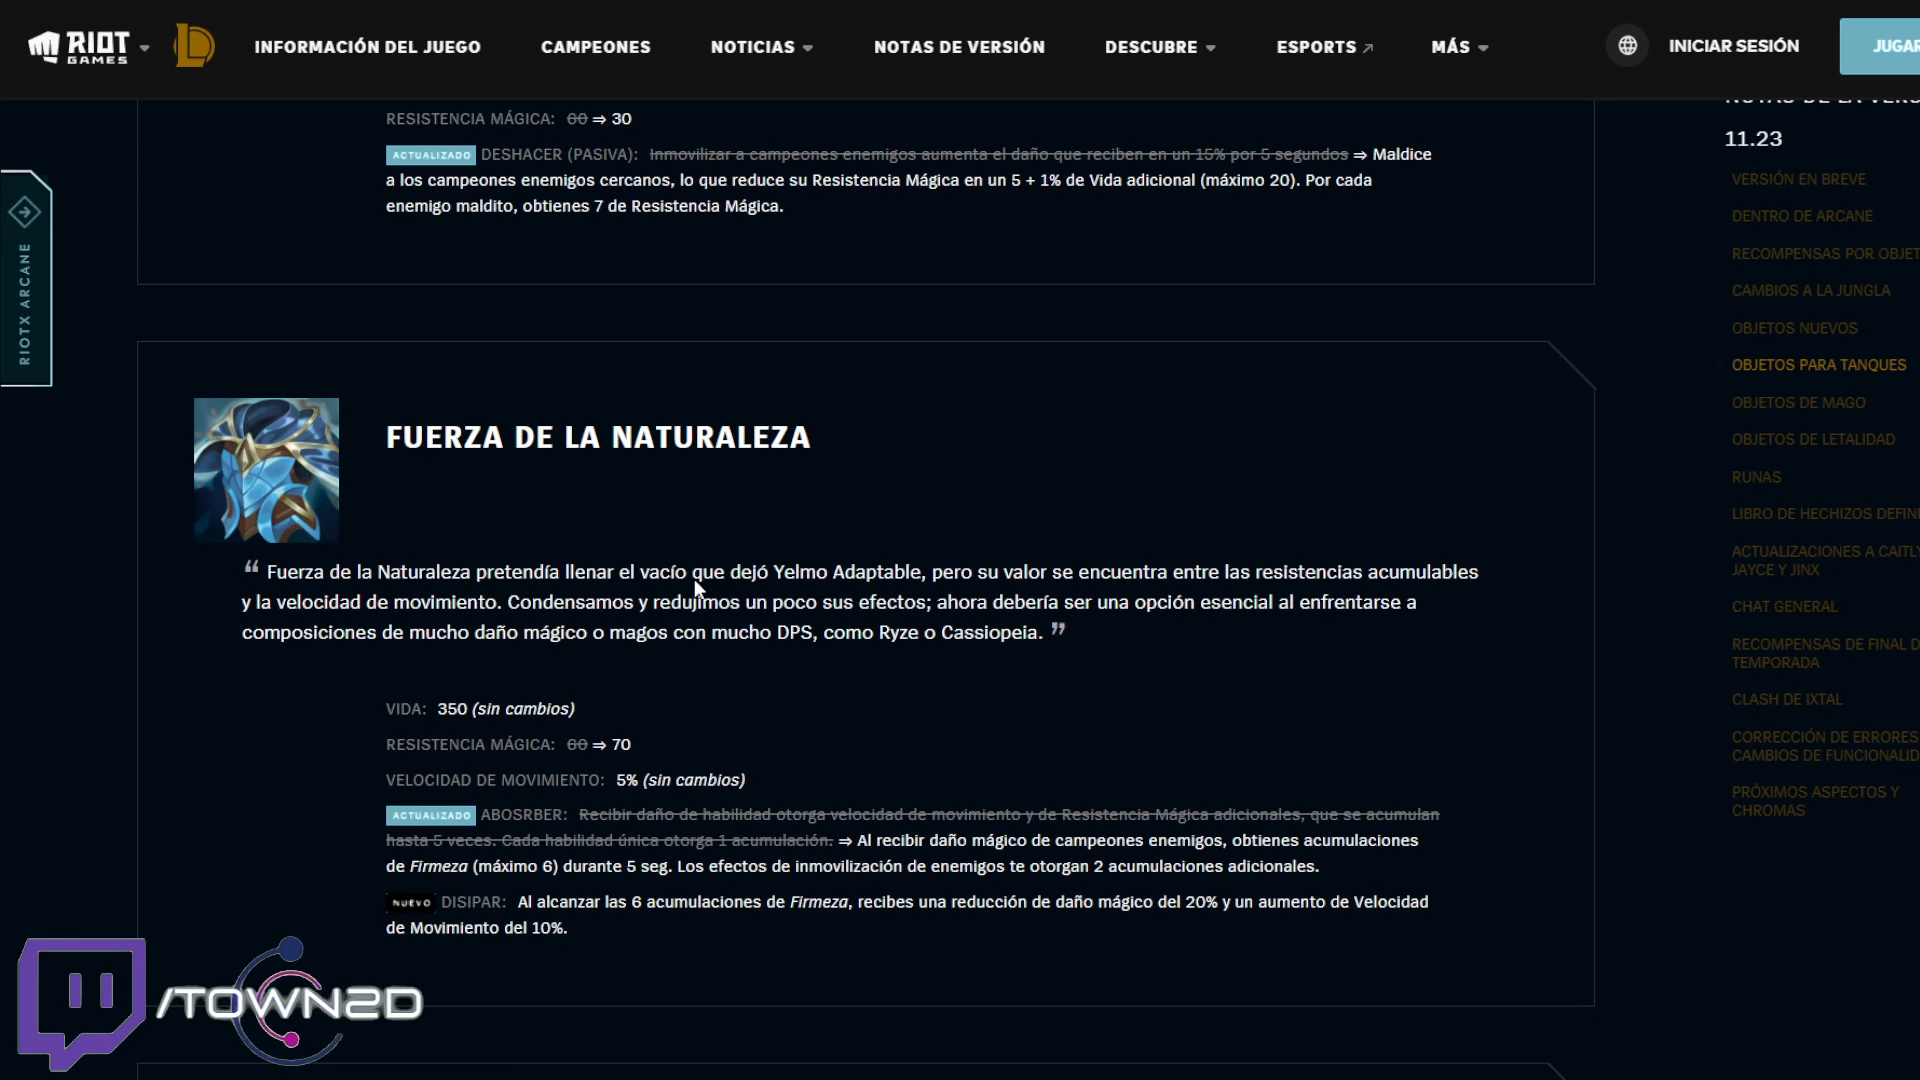 RIOT GAMES
INFORMACIÓN DEL JUEGO
CAMPEONES
NOTICIAS
NOTAS DE VERSIÓN
DESCUBRE
ESPORTS
MÁS
INICIAR SESIÓN
JUGAR
RESISTENCIA MÁGICA: 60 ⇒ 30
ACTUALIZADO DESHACER (PASIVA): Inmovilizar a campeones enemigos aumenta el daño que reciben en un 15% por 5 segundos ⇒ Maldice
a los campeones enemigos cercanos, lo que reduce su Resistencia Mágica en un 5 + 1% de Vida adicional (máximo 20). Por cada
enemigo maldito, obtienes 7 de Resistencia Mágica.
RIOTX ARCANE
FUERZA DE LA NATURALEZA
“ Fuerza de la Naturaleza pretendía llenar el vacío que dejó Yelmo Adaptable, pero su valor se encuentra entre las resistencias acumulables
y la velocidad de movimiento. Condensamos y redujimos un poco sus efectos; ahora debería ser una opción esencial al enfrentarse a
composiciones de mucho daño mágico o magos con mucho DPS, como Ryze o Cassiopeia. ”
VIDA: 350 (sin cambios)
RESISTENCIA MÁGICA: 60 ⇒ 70
VELOCIDAD DE MOVIMIENTO: 5% (sin cambios)
ACTUALIZADO ABOSRBER: Recibir daño de habilidad otorga velocidad de movimiento y de Resistencia Mágica adicionales, que se acumulan
hasta 5 veces. Cada habilidad única otorga 1 acumulación. ⇒ Al recibir daño mágico de campeones enemigos, obtienes acumulaciones
de Firmeza (máximo 6) durante 5 seg. Los efectos de inmovilización de enemigos te otorgan 2 acumulaciones adicionales.
NUEVO DISIPAR: Al alcanzar las 6 acumulaciones de Firmeza, recibes una reducción de daño mágico del 20% y un aumento de Velocidad
de Movimiento del 10%.
/TOWN2D
NOTAS DE LA VERS
11.23
VERSIÓN EN BREVE
DENTRO DE ARCANE
RECOMPENSAS POR OBJET
CAMBIOS A LA JUNGLA
OBJETOS NUEVOS
OBJETOS PARA TANQUES
OBJETOS DE MAGO
OBJETOS DE LETALIDAD
RUNAS
LIBRO DE HECHIZOS DEFINI
ACTUALIZACIONES A CAITLY
JAYCE Y JINX
CHAT GENERAL
RECOMPENSAS DE FINAL D
TEMPORADA
CLASH DE IXTAL
CORRECCIÓN DE ERRORES
CAMBIOS DE FUNCIONALID
PRÓXIMOS ASPECTOS Y
CHROMAS